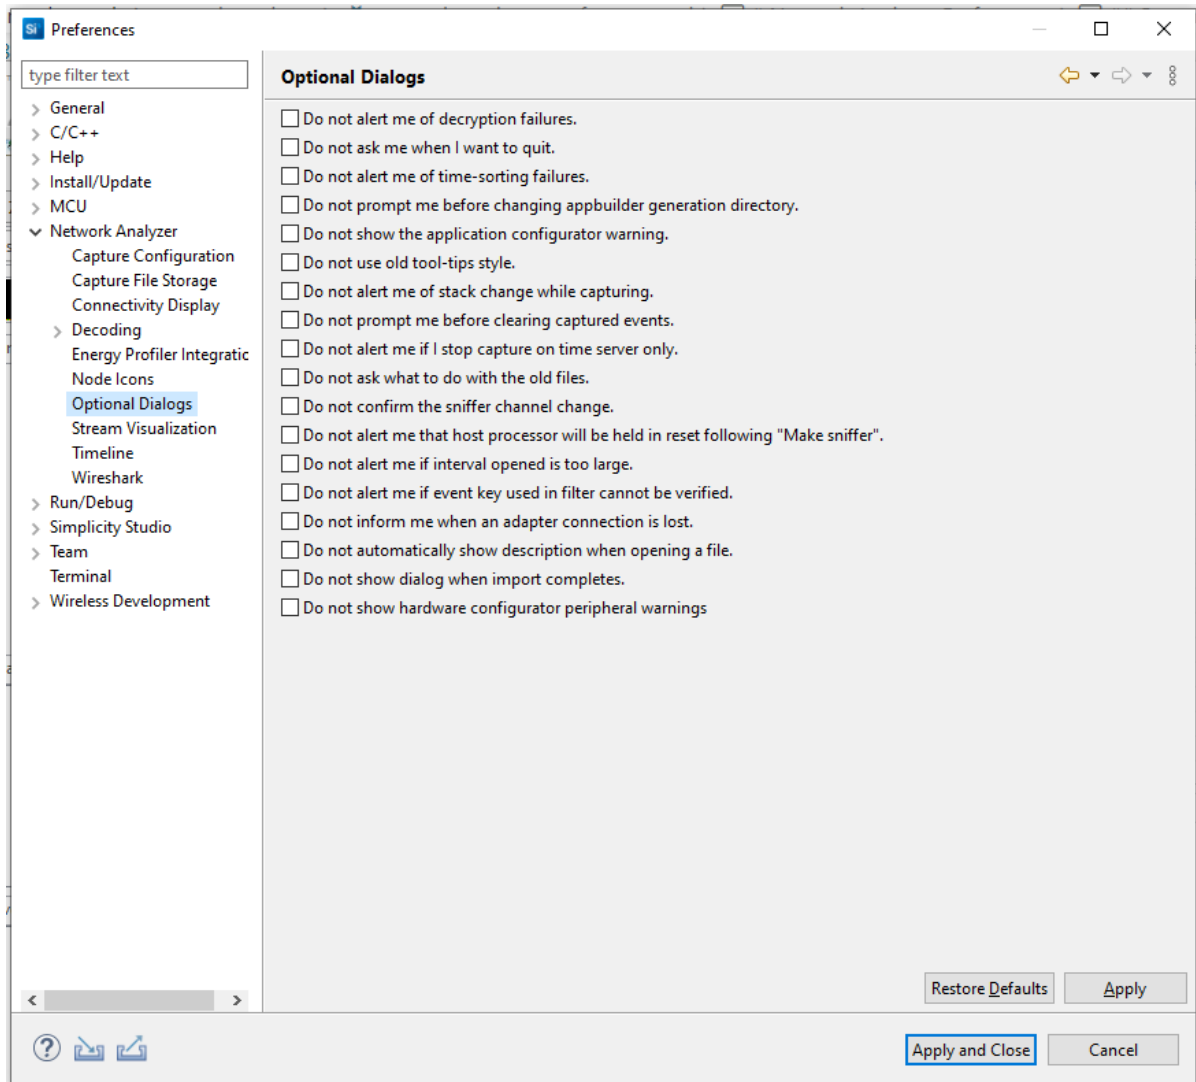 Si
Preferences
type filter text
General
C/C++
Help
Install/Update
MCU
Network Analyzer
Capture Configuration
Capture File Storage
Connectivity Display
Decoding
Energy Profiler Integratic
Node Icons
Optional Dialogs
Stream Visualization
Timeline
Wireshark
Run/Debug
Simplicity Studio
Team
Terminal
Wireless Development
Optional Dialogs
Do not alert me of decryption failures.
Do not ask me when I want to quit.
Do not alert me of time-sorting failures.
Do not prompt me before changing appbuilder generation directory.
Do not show the application configurator warning.
Do not use old tool-tips style.
Do not alert me of stack change while capturing.
Do not prompt me before clearing captured events.
Do not alert me if I stop capture on time server only.
Do not ask what to do with the old files.
Do not confirm the sniffer channel change.
Do not alert me that host processor will be held in reset following "Make sniffer".
Do not alert me if interval opened is too large.
Do not alert me if event key used in filter cannot be verified.
Do not inform me when an adapter connection is lost.
Do not automatically show description when opening a file.
Do not show dialog when import completes.
Do not show hardware configurator peripheral warnings
Restore Defaults
Apply
?
Apply and Close
Cancel